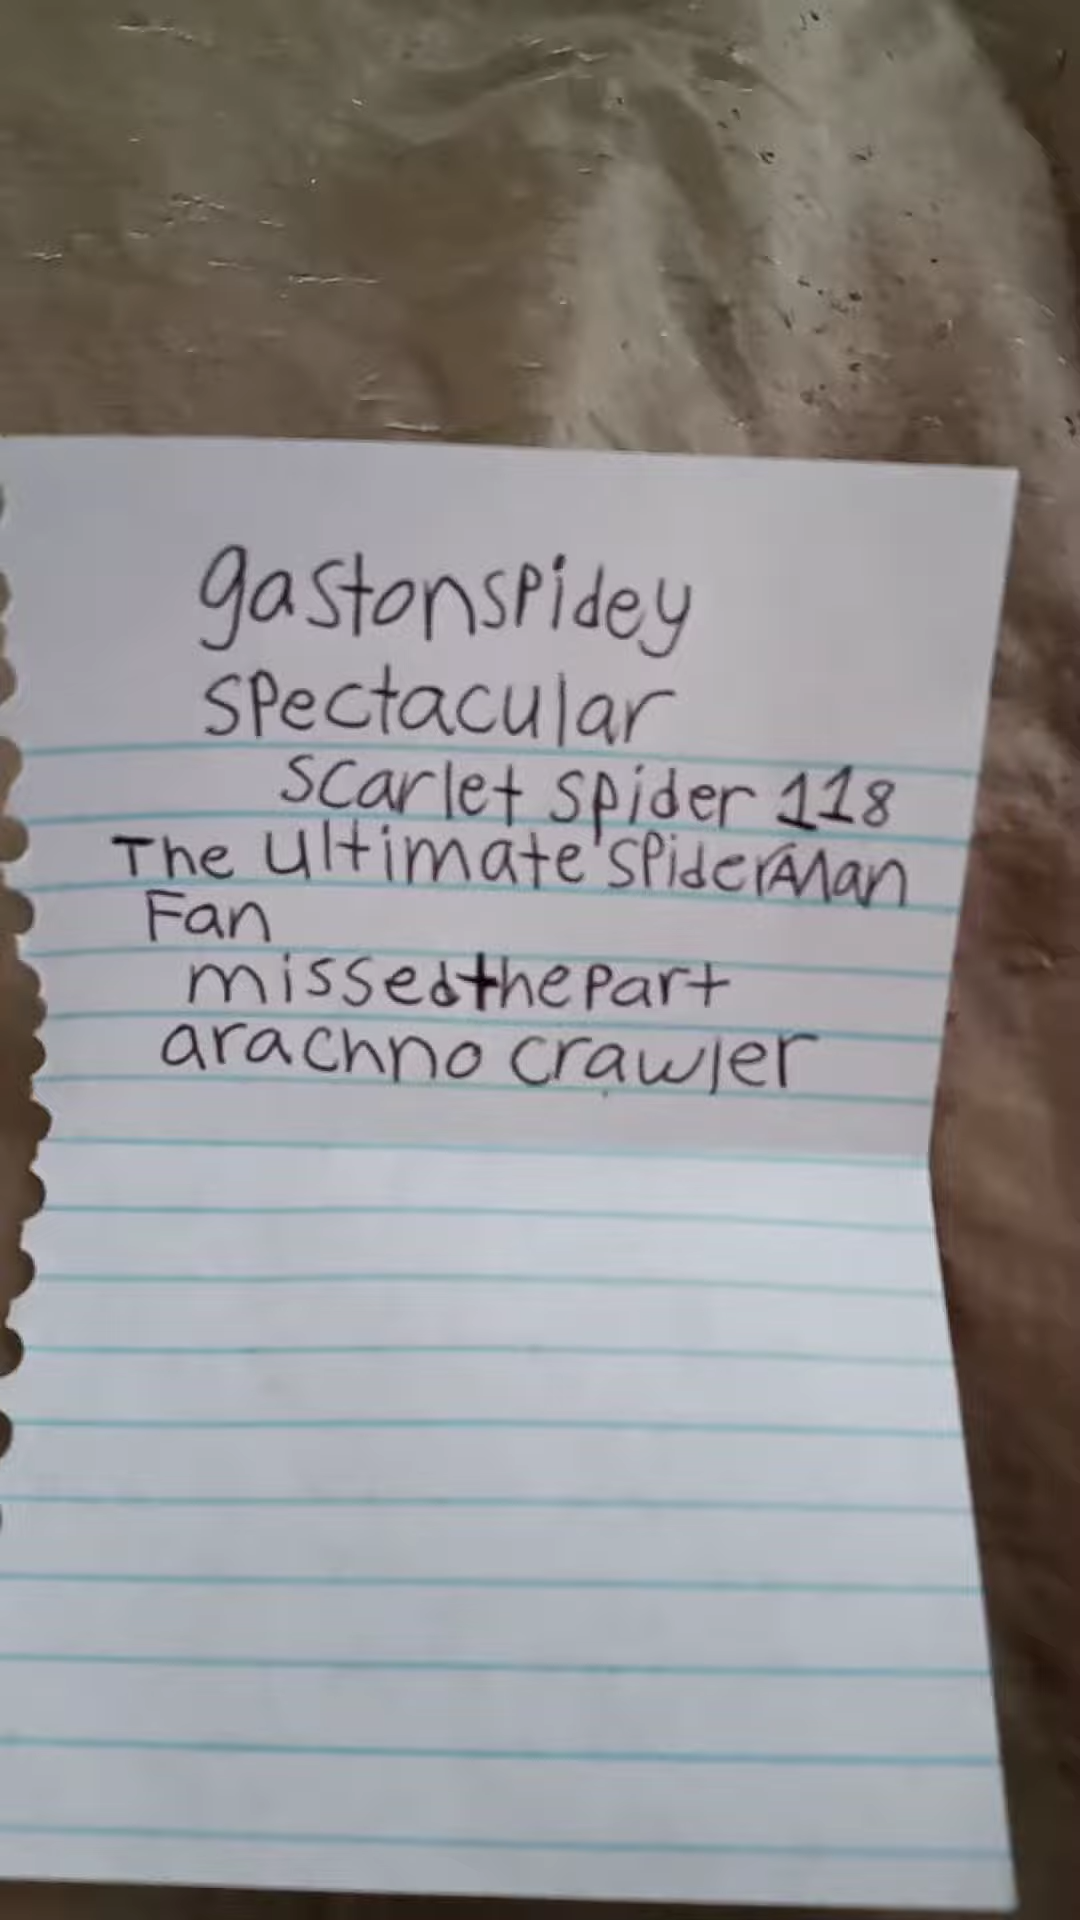 gastonspidey
spectacular
scarlet spider 118
The ultimate spiderMan
Fan
missedthepart
arachno crawler